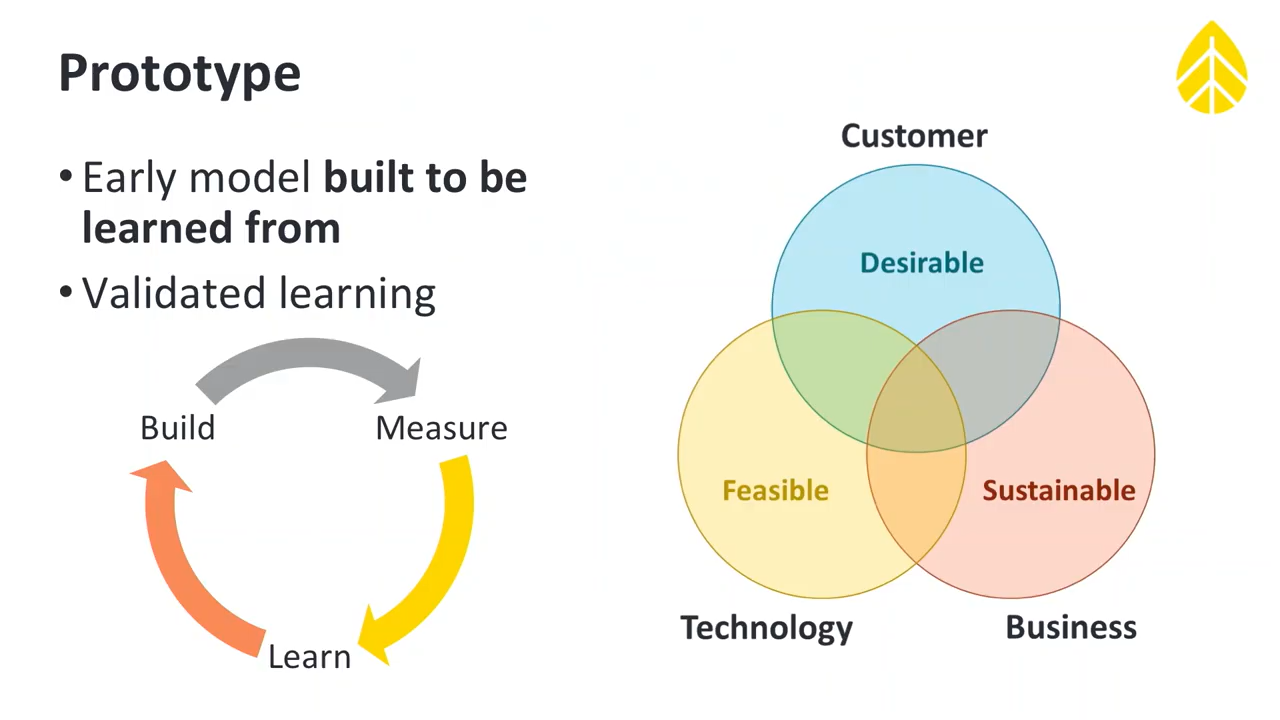 Prototype
• Early model built to be
learned from
• Validated learning
Build
Measure
Learn
Customer
Desirable
Feasible
Sustainable
Technology
Business